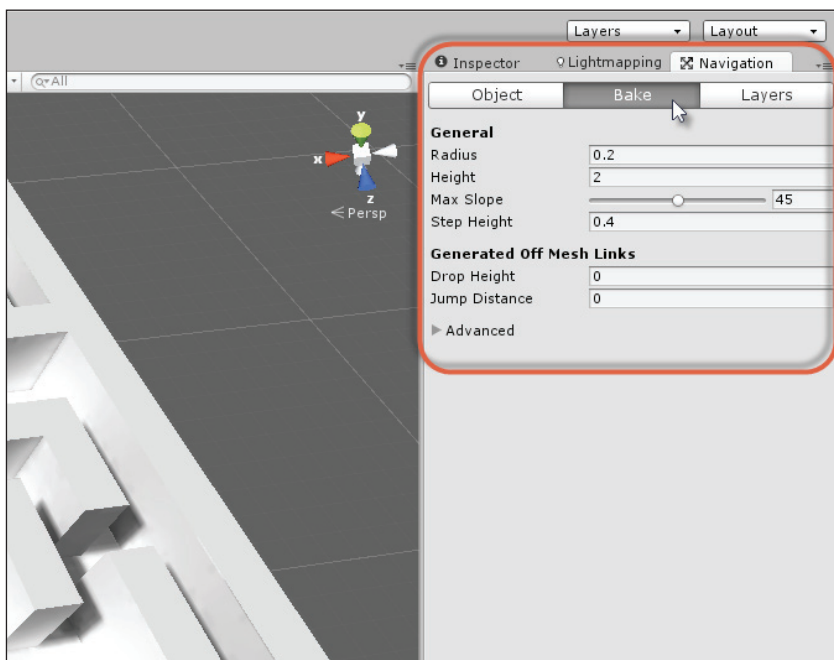 Layers Layout
Inspector Lightmapping Navigation
All
Object Bake Layers
y
x
z
Persp
General
Radius 0.2
Height 2
Max Slope 45
Step Height 0.4
Generated Off Mesh Links
Drop Height 0
Jump Distance 0
Advanced